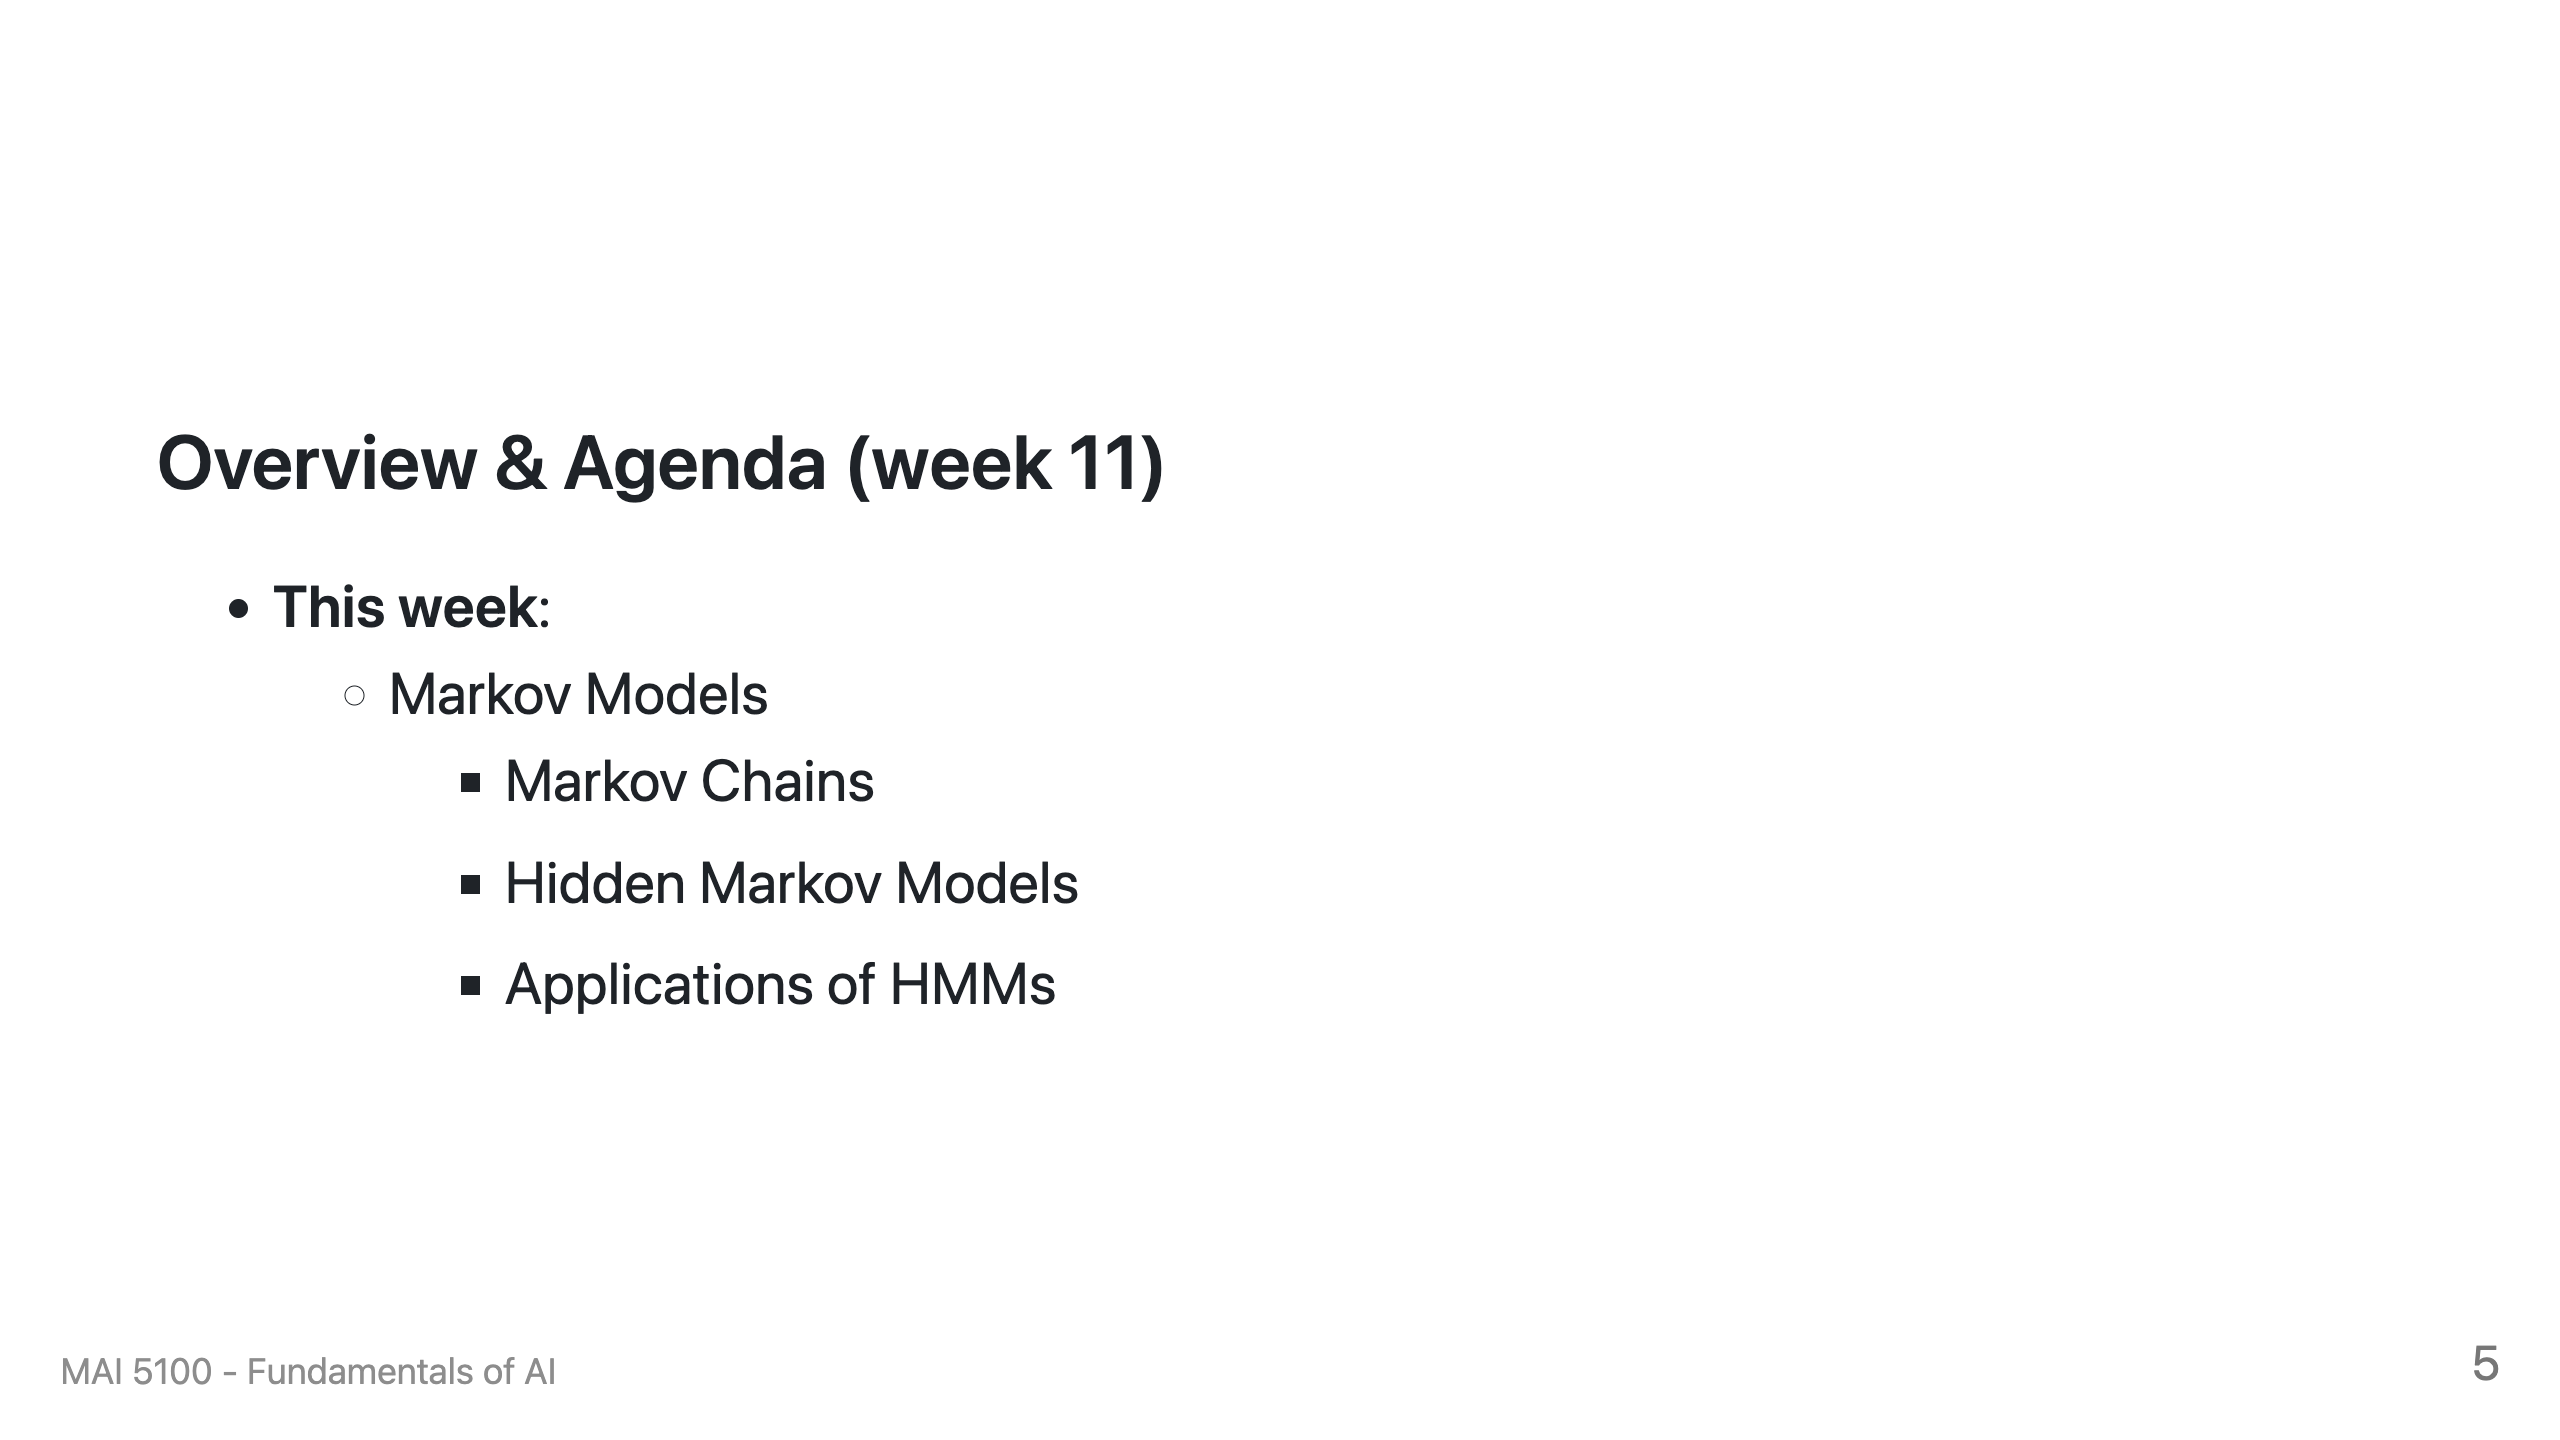 Overview & Agenda (week 11)
This week:
Markov Models
Markov Chains
Hidden Markov Models
Applications of HMMs
MAI 5100 - Fundamentals of AI
5